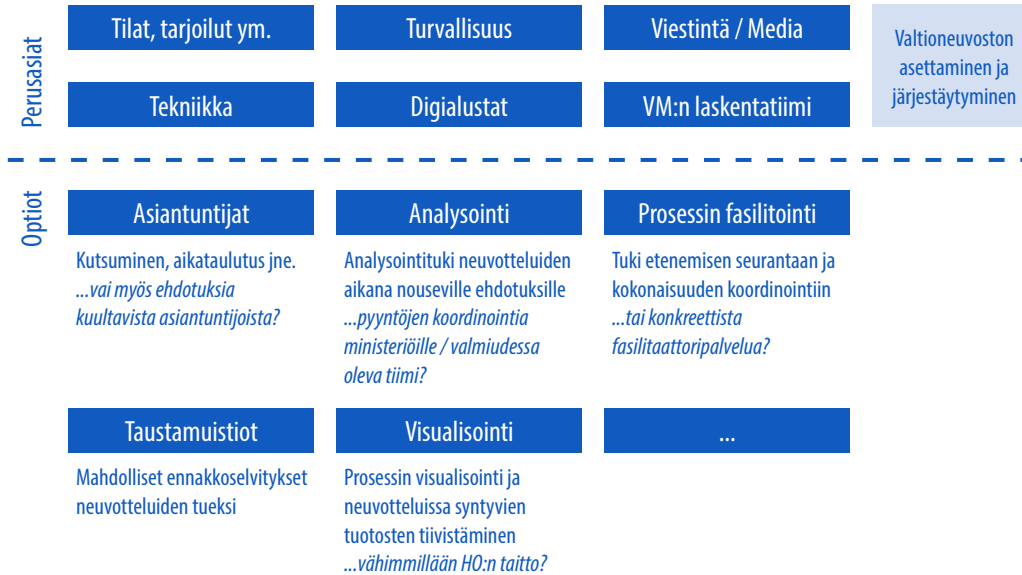 Perusasiat
Tilat, tarjoilut ym.
Turvallisuus
Viestintä / Media
Tekniikka
Digialustat
VM:n laskentatiimi
Valtioneuvoston
asettaminen ja
järjestäytyminen
Optiot
Asiantuntijat
Kutsuminen, aikataulutus jne.
...vai myös ehdotuksia
kuultavista asiantuntijoista?
Analysointi
Analysointituki neuvotteluiden
aikana nouseville ehdotuksille
...pyyntöjen koordinointia
ministeriöille / valmiudessa
oleva tiimi?
Prosessin fasilitointi
Tuki etenemisen seurantaan ja
kokonaisuuden koordinointiin
...tai konkreettista
fasilitaattoripalvelua?
Taustamuistiot
Mahdolliset ennakkoselvitykset
neuvotteluiden tueksi
Visualisointi
Prosessin visualisointi ja
neuvotteluissa syntyvien
tuotosten tiivistäminen
...vähimmillään HO:n taitto?
...